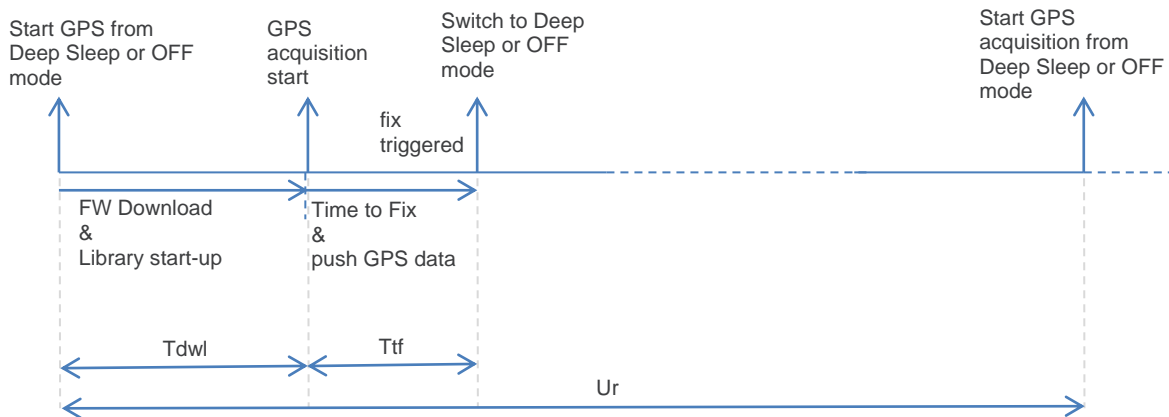 Start GPS from
Deep Sleep or OFF
mode
GPS
acquisition
start
Switch to Deep
Sleep or OFF
mode
Start GPS
acquisition from
Deep Sleep or OFF
mode
fix
triggered
FW Download
&
Library start-up
Time to Fix
&
push GPS data
Tdwl
Ttf
Ur